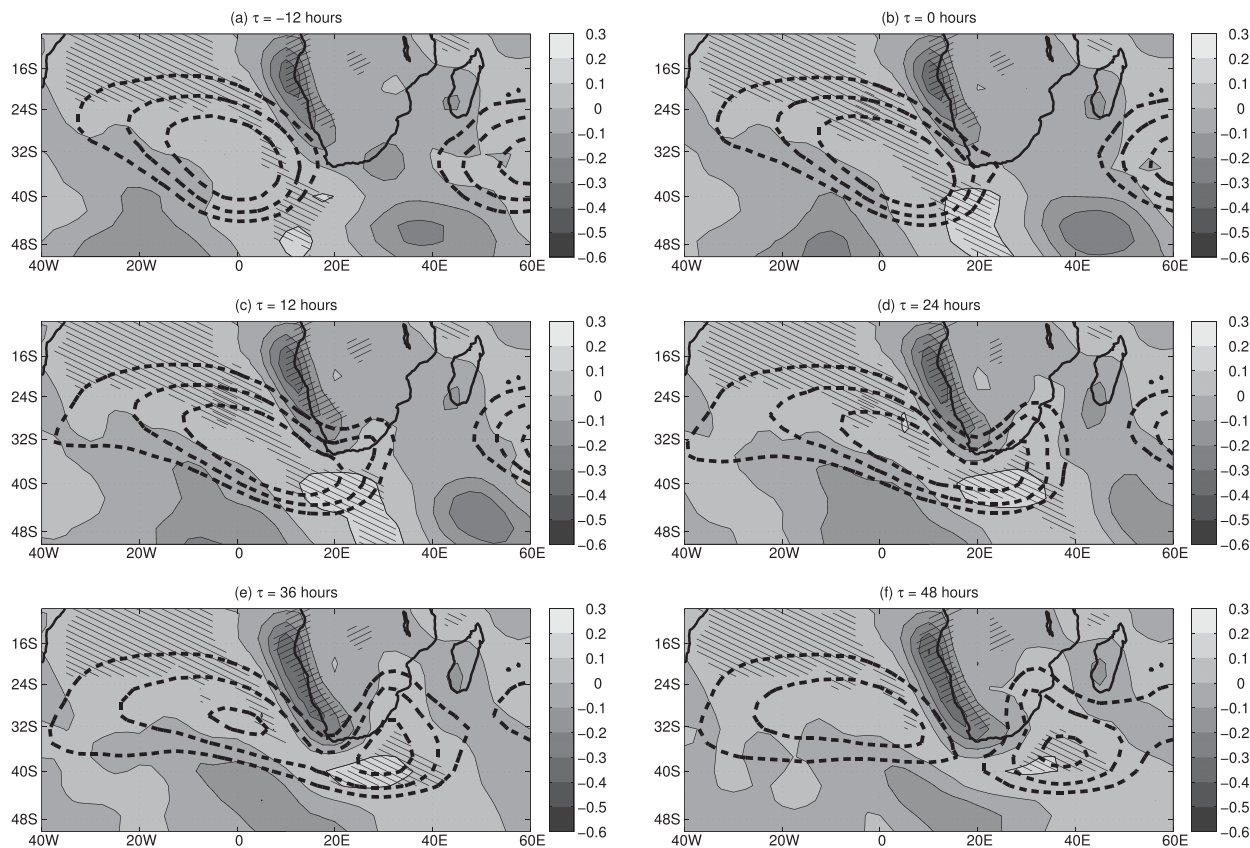 (a) τ = −12 hours
(b) τ = 0 hours
16S
24S
32S
40S
48S
40W 20W 0 20E 40E 60E
0.3
0.2
0.1
0
−0.1
−0.2
−0.3
−0.4
−0.5
−0.6
16S
24S
32S
40S
48S
40W 20W 0 20E 40E 60E
0.3
0.2
0.1
0
−0.1
−0.2
−0.3
−0.4
−0.5
−0.6
(c) τ = 12 hours
(d) τ = 24 hours
16S
24S
32S
40S
48S
40W 20W 0 20E 40E 60E
0.3
0.2
0.1
0
−0.1
−0.2
−0.3
−0.4
−0.5
−0.6
16S
24S
32S
40S
48S
40W 20W 0 20E 40E 60E
0.3
0.2
0.1
0
−0.1
−0.2
−0.3
−0.4
−0.5
−0.6
(e) τ = 36 hours
(f) τ = 48 hours
16S
24S
32S
40S
48S
40W 20W 0 20E 40E 60E
0.3
0.2
0.1
0
−0.1
−0.2
−0.3
−0.4
−0.5
−0.6
16S
24S
32S
40S
48S
40W 20W 0 20E 40E 60E
0.3
0.2
0.1
0
−0.1
−0.2
−0.3
−0.4
−0.5
−0.6